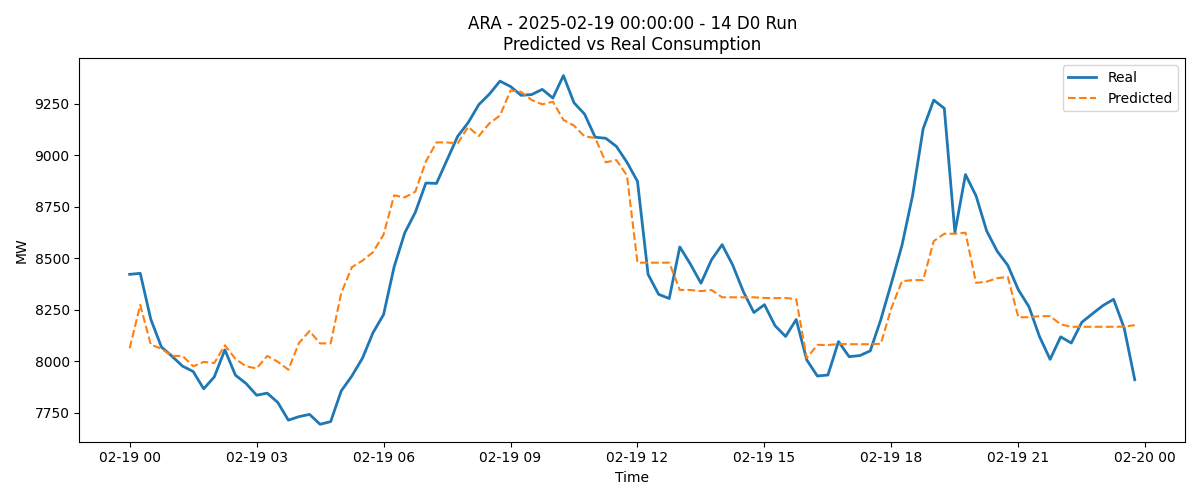 ARA - 2025-02-19 00:00:00 - 14 D0 Run
Predicted vs Real Consumption
Real
Predicted
MW
9250
9000
8750
8500
8250
8000
7750
02-19 00
02-19 03
02-19 06
02-19 09
02-19 12
02-19 15
02-19 18
02-19 21
02-20 00
Time